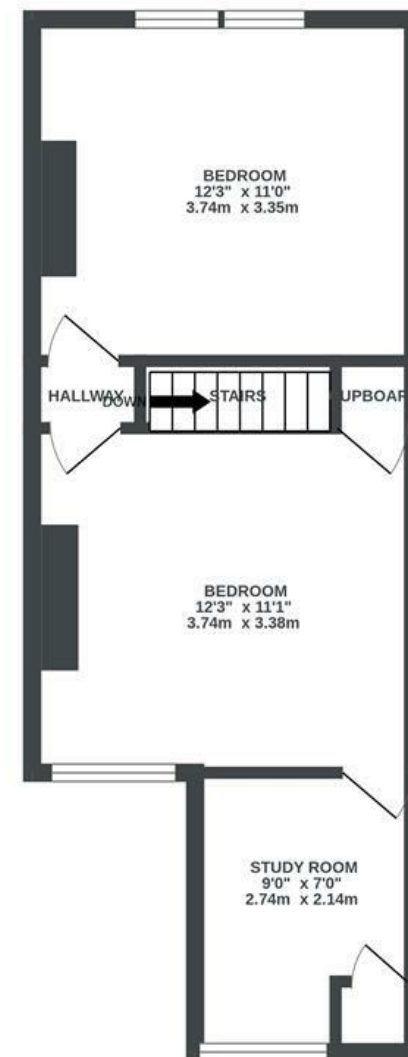 BEDROOM
12'3" x 11'0"
3.74m x 3.35m
HALLWAY
DOWN
STAIRS
UPBOAR
BEDROOM
12'3" x 11'1"
3.74m x 3.38m
STUDY ROOM
9'0" x 7'0"
2.74m x 2.14m